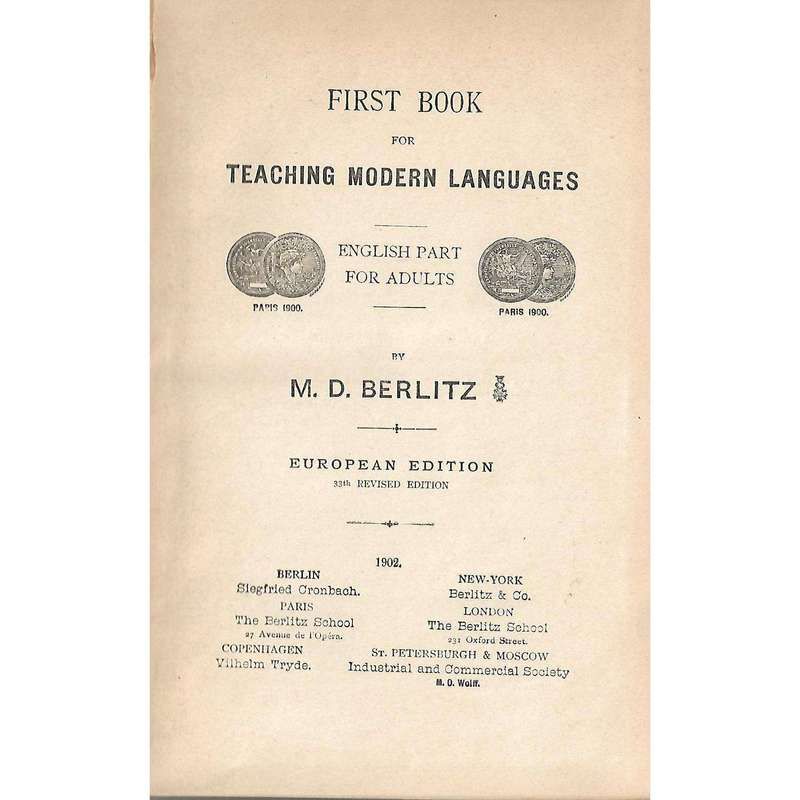 FIRST BOOK
FOR
TEACHING MODERN LANGUAGES
ENGLISH PART
FOR ADULTS
PARIS 1900.
PARIS 1900.
BY
M. D. BERLITZ
EUROPEAN EDITION
33th REVISED EDITION
1902.
BERLIN
Siegfried Cronbach.
PARIS
The Berlitz School
27 Avenue de l'Opéra.
COPENHAGEN
Vilhelm Tryde.
NEW-YORK
Berlitz & Co.
LONDON
The Berlitz School
231 Oxford Street.
ST. PETERSBURGH & MOSCOW
Industrial and Commercial Society
M. O. Wolff.